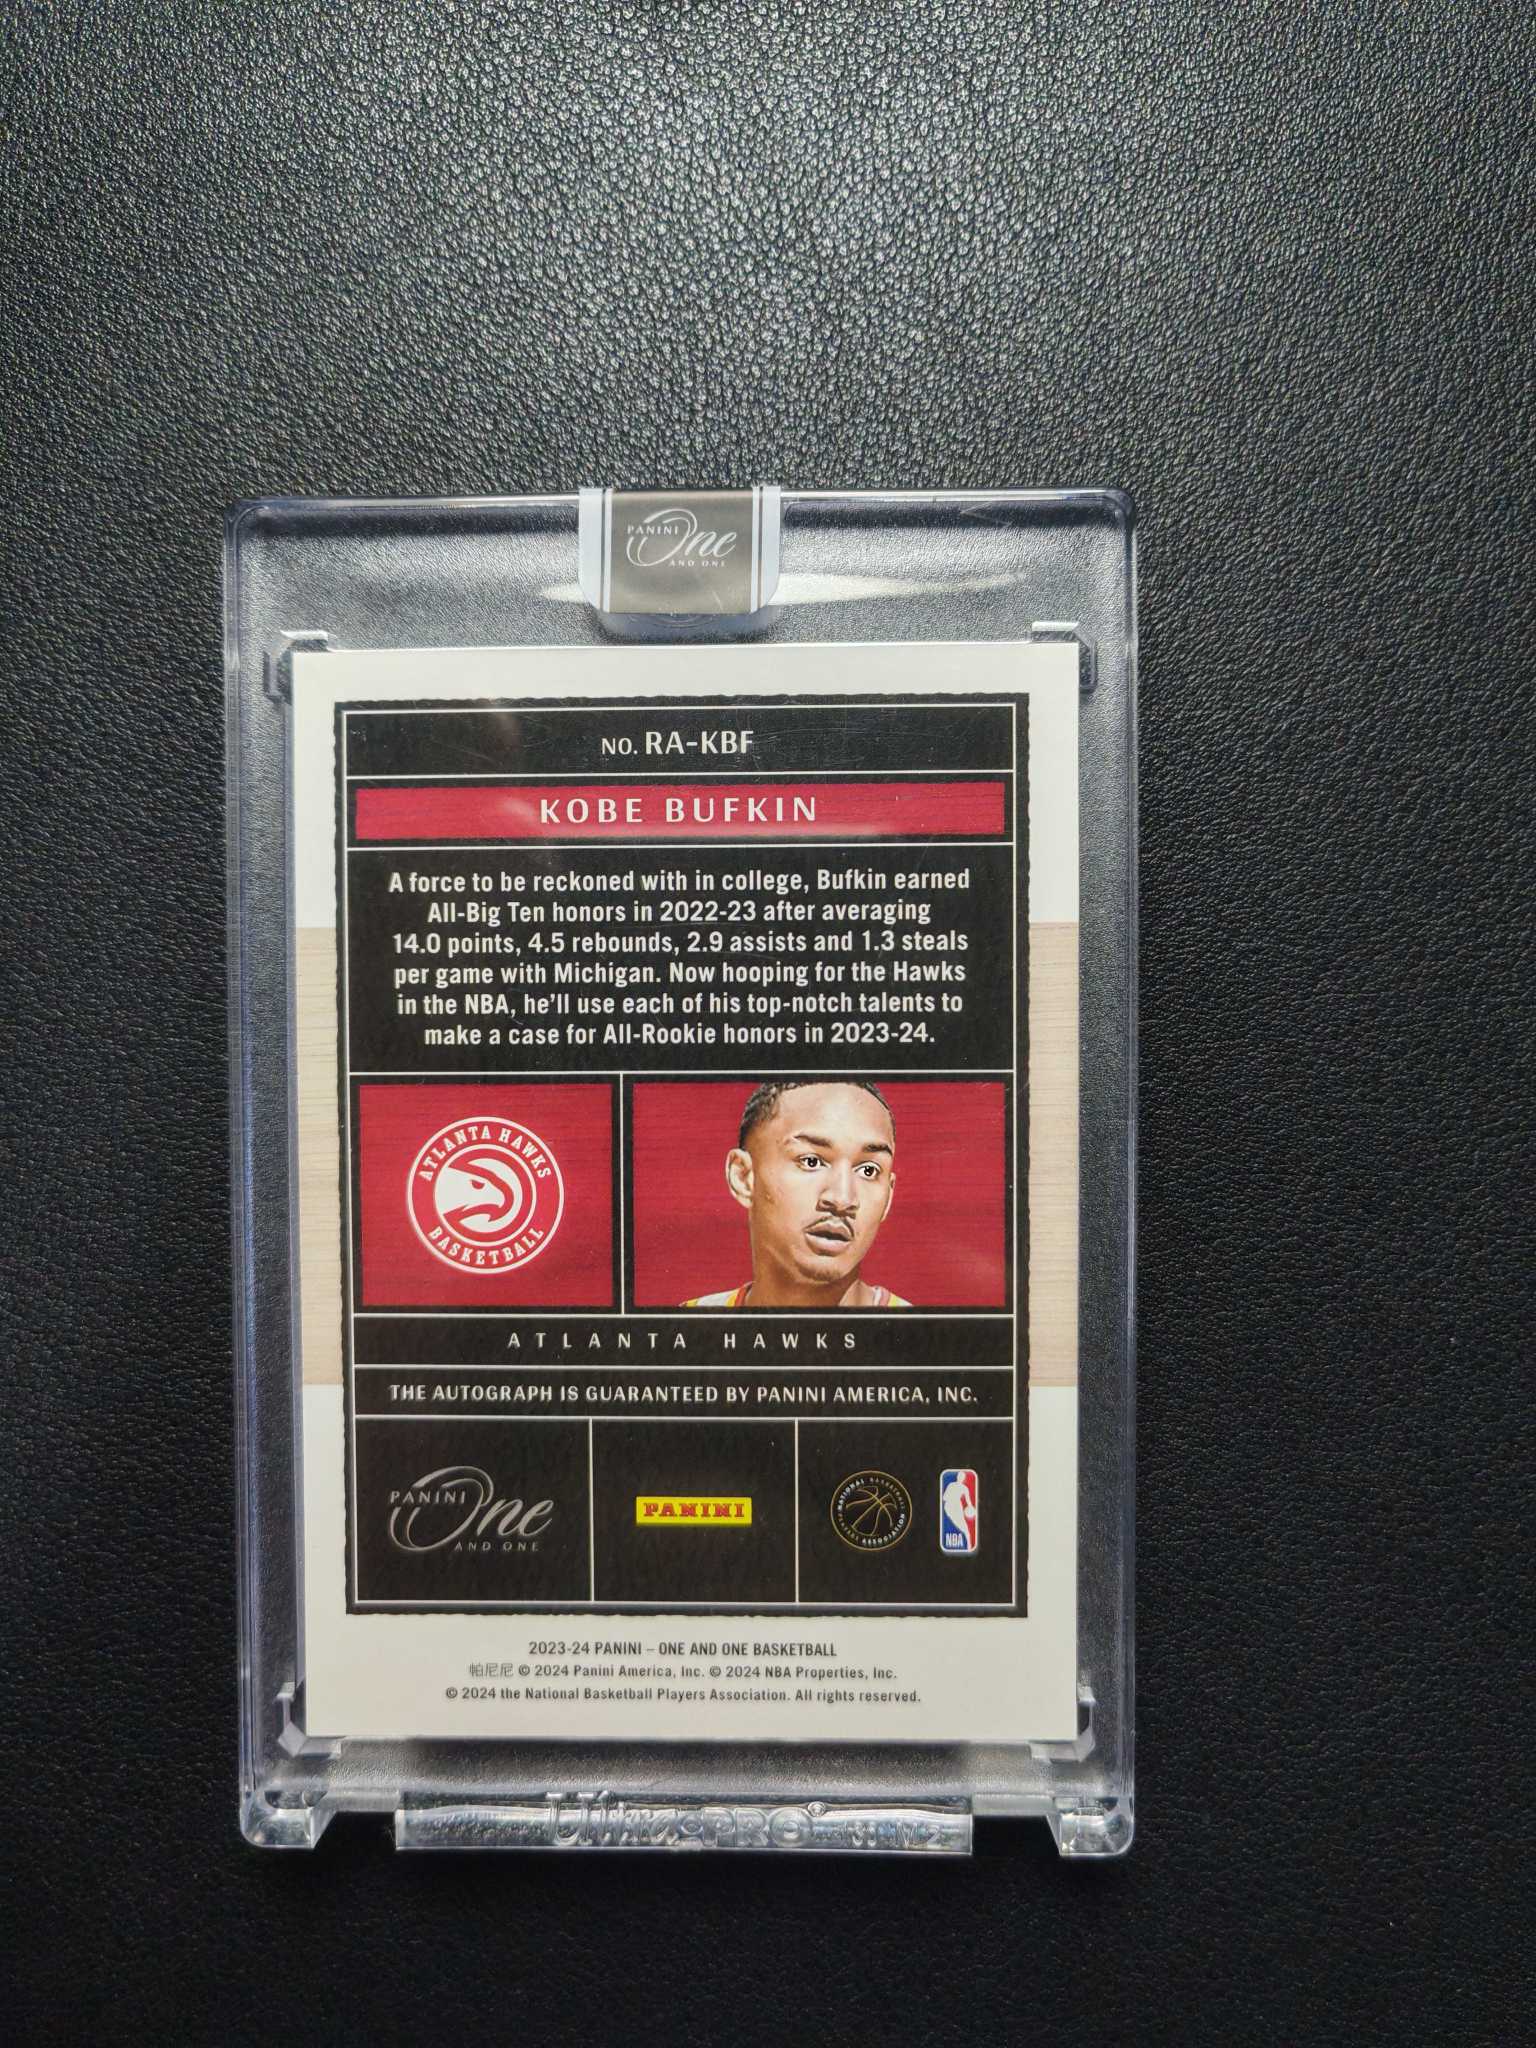 PANINI
One
AND ONE
NO. RA-KBF
KOBE BUFKIN
A force to be reckoned with in college, Bufkin earned
All-Big Ten honors in 2022-23 after averaging
14.0 points, 4.5 rebounds, 2.9 assists and 1.3 steals
per game with Michigan. Now hooping for the Hawks
in the NBA, he'll use each of his top-notch talents to
make a case for All-Rookie honors in 2023-24.
ATLANTA HAWKS
BASKETBALL
ATLANTA HAWKS
THE AUTOGRAPH IS GUARANTEED BY PANINI AMERICA, INC.
PANINI
One
AND ONE
PANINI
NATIONAL BASKETBALL
PLAYERS ASSOCIATION
NBA
2023-24 PANINI – ONE AND ONE BASKETBALL
帕尼尼 © 2024 Panini America, Inc. © 2024 NBA Properties, Inc.
© 2024 the National Basketball Players Association. All rights reserved.
Ultra-PRO®